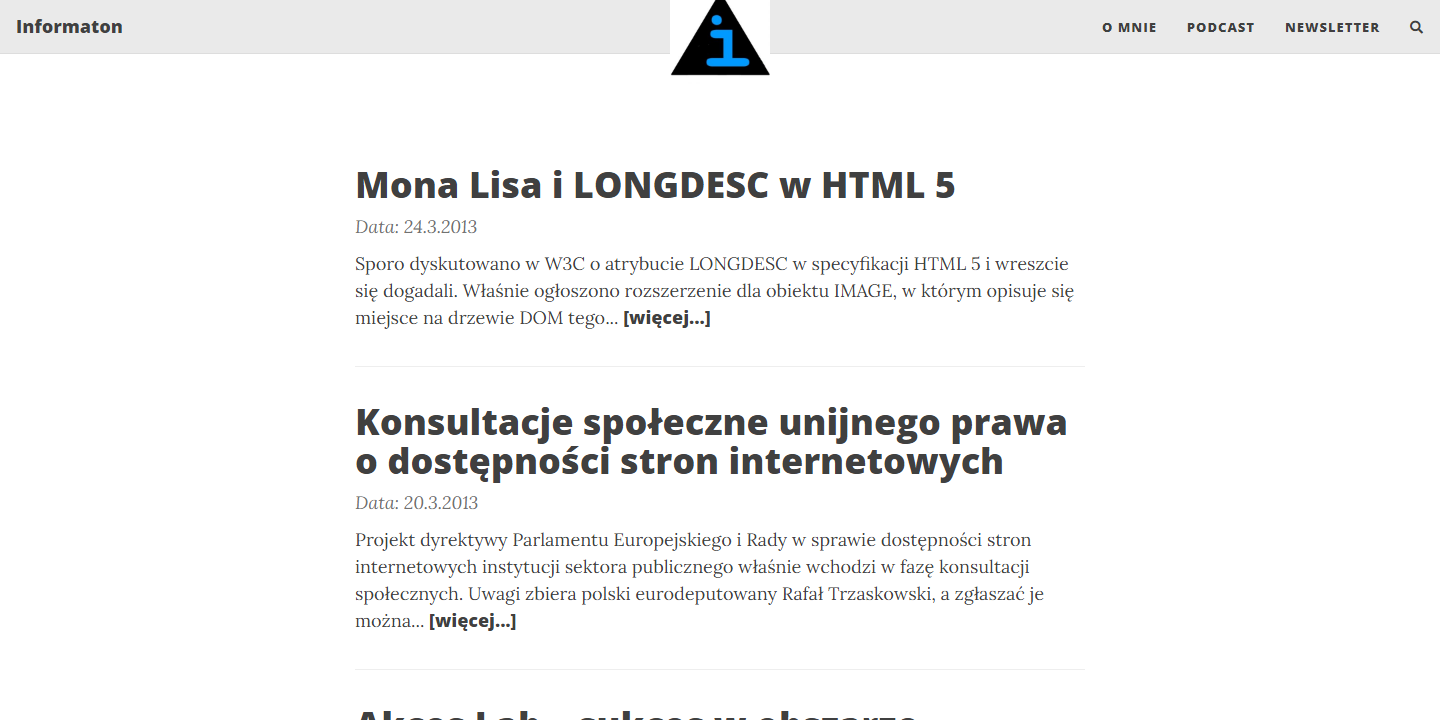 Informaton
i
O MNIE
PODCAST
NEWSLETTER
Mona Lisa i LONGDESC w HTML 5
Data: 24.3.2013
Sporo dyskutowano w W3C o atrybucie LONGDESC w specyfikacji HTML 5 i wreszcie
się dogadali. Właśnie ogłoszono rozszerzenie dla obiektu IMAGE, w którym opisuje się
miejsce na drzewie DOM tego... [więcej...]
Konsultacje społeczne unijnego prawa
o dostępności stron internetowych
Data: 20.3.2013
Projekt dyrektywy Parlamentu Europejskiego i Rady w sprawie dostępności stron
internetowych instytucji sektora publicznego właśnie wchodzi w fazę konsultacji
społecznych. Uwagi zbiera polski eurodeputowany Rafał Trzaskowski, a zgłaszać je
można... [więcej...]